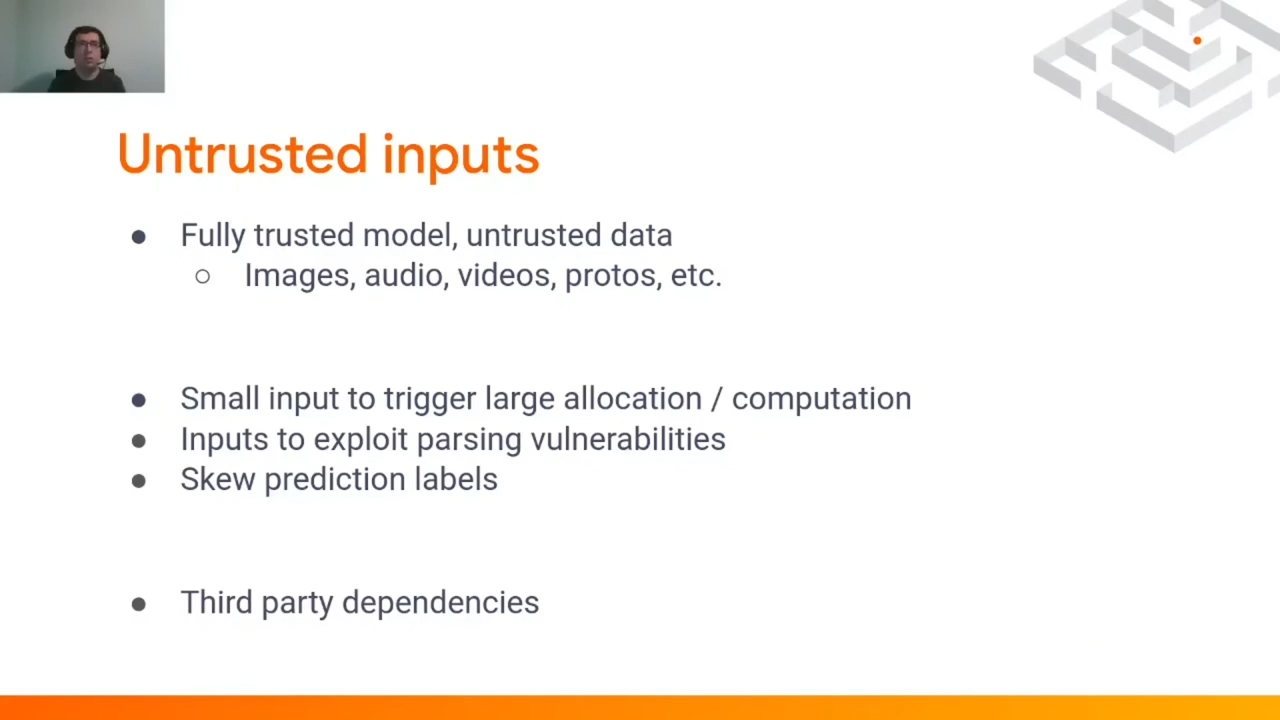 Untrusted inputs
● Fully trusted model, untrusted data
○ Images, audio, videos, protos, etc.
● Small input to trigger large allocation / computation
● Inputs to exploit parsing vulnerabilities
● Skew prediction labels
● Third party dependencies